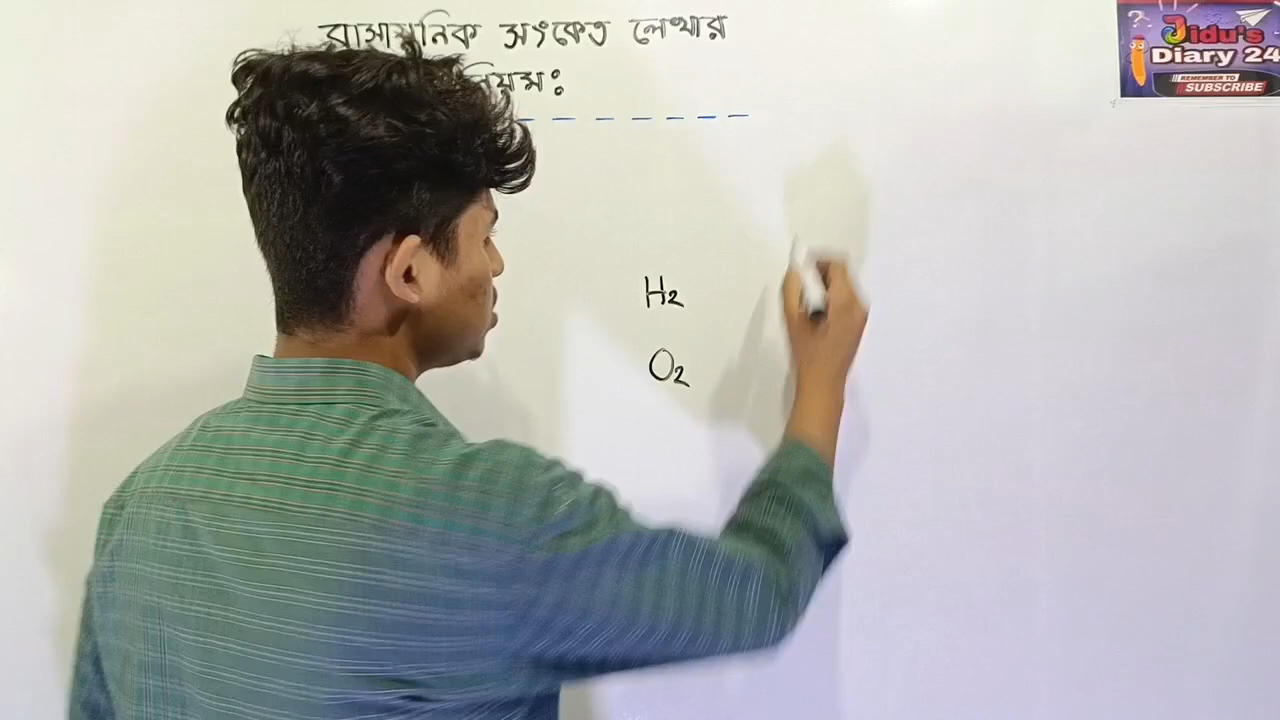 রাসায়নিক সংকেত লেখার
নিয়মঃ
H₂
O₂
Jidu's
Diary 24
REMEMBER TO
SUBSCRIBE